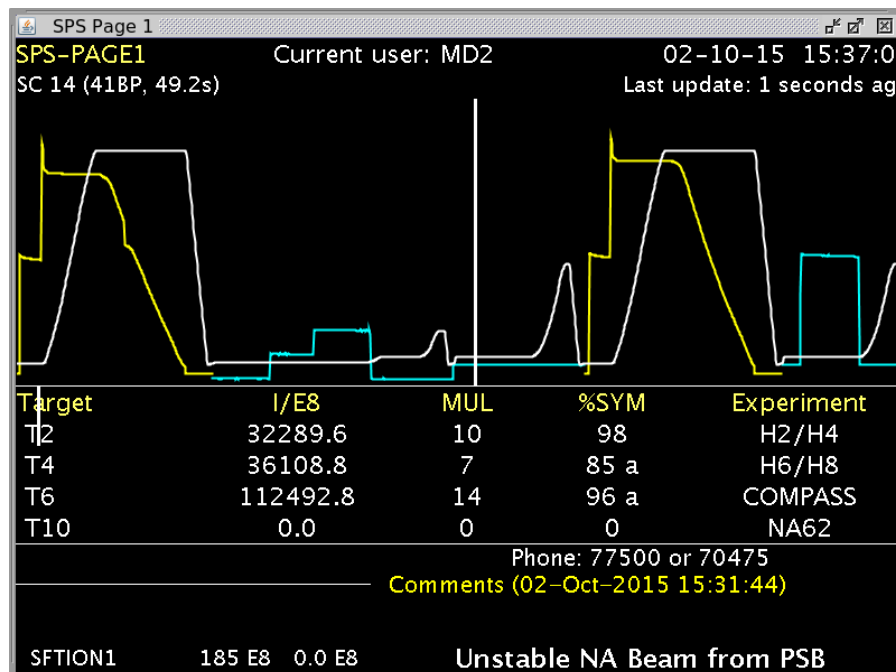 SPS Page 1
SPS-PAGE1 Current user: MD2 02-10-15 15:37:0
SC 14 (41BP, 49.2s) Last update: 1 seconds ag
Target I/E8 MUL %SYM Experiment
T2 32289.6 10 98 H2/H4
T4 36108.8 7 85 a H6/H8
T6 112492.8 14 96 a COMPASS
T10 0.0 0 0 NA62
Phone: 77500 or 70475
Comments (02-Oct-2015 15:31:44)
SFTION1 185 E8 0.0 E8 Unstable NA Beam from PSB